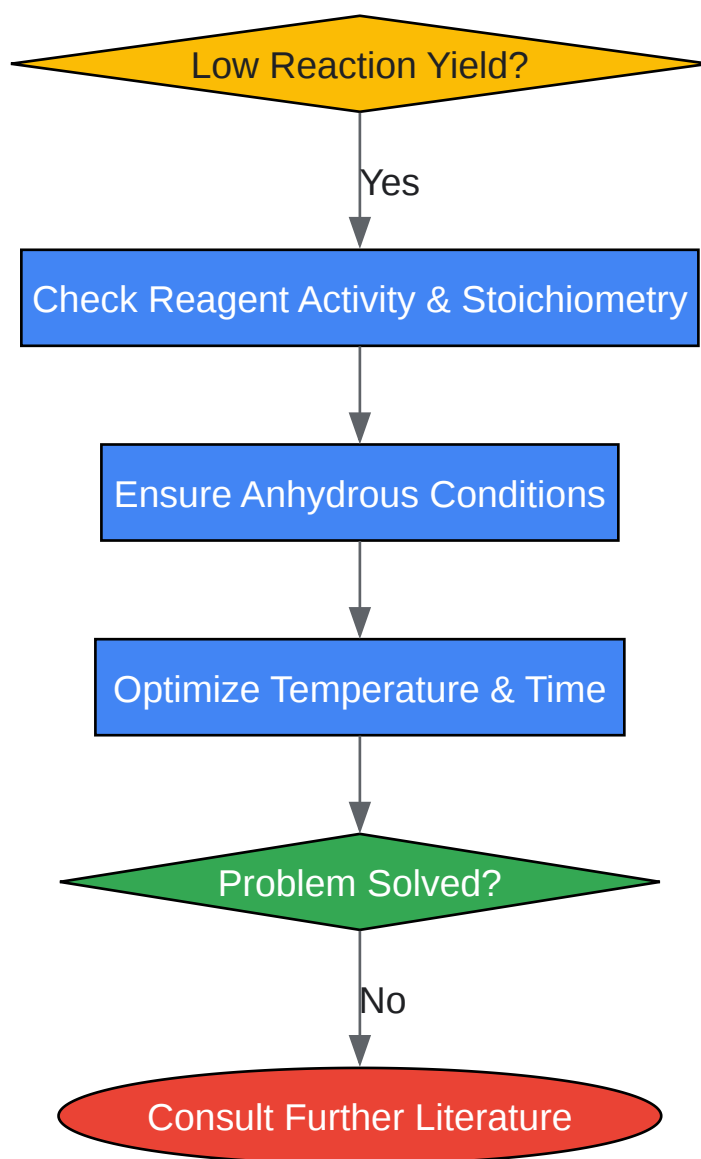 Low Reaction Yield?
Yes
Check Reagent Activity & Stoichiometry
Ensure Anhydrous Conditions
Optimize Temperature & Time
Problem Solved?
No
Consult Further Literature